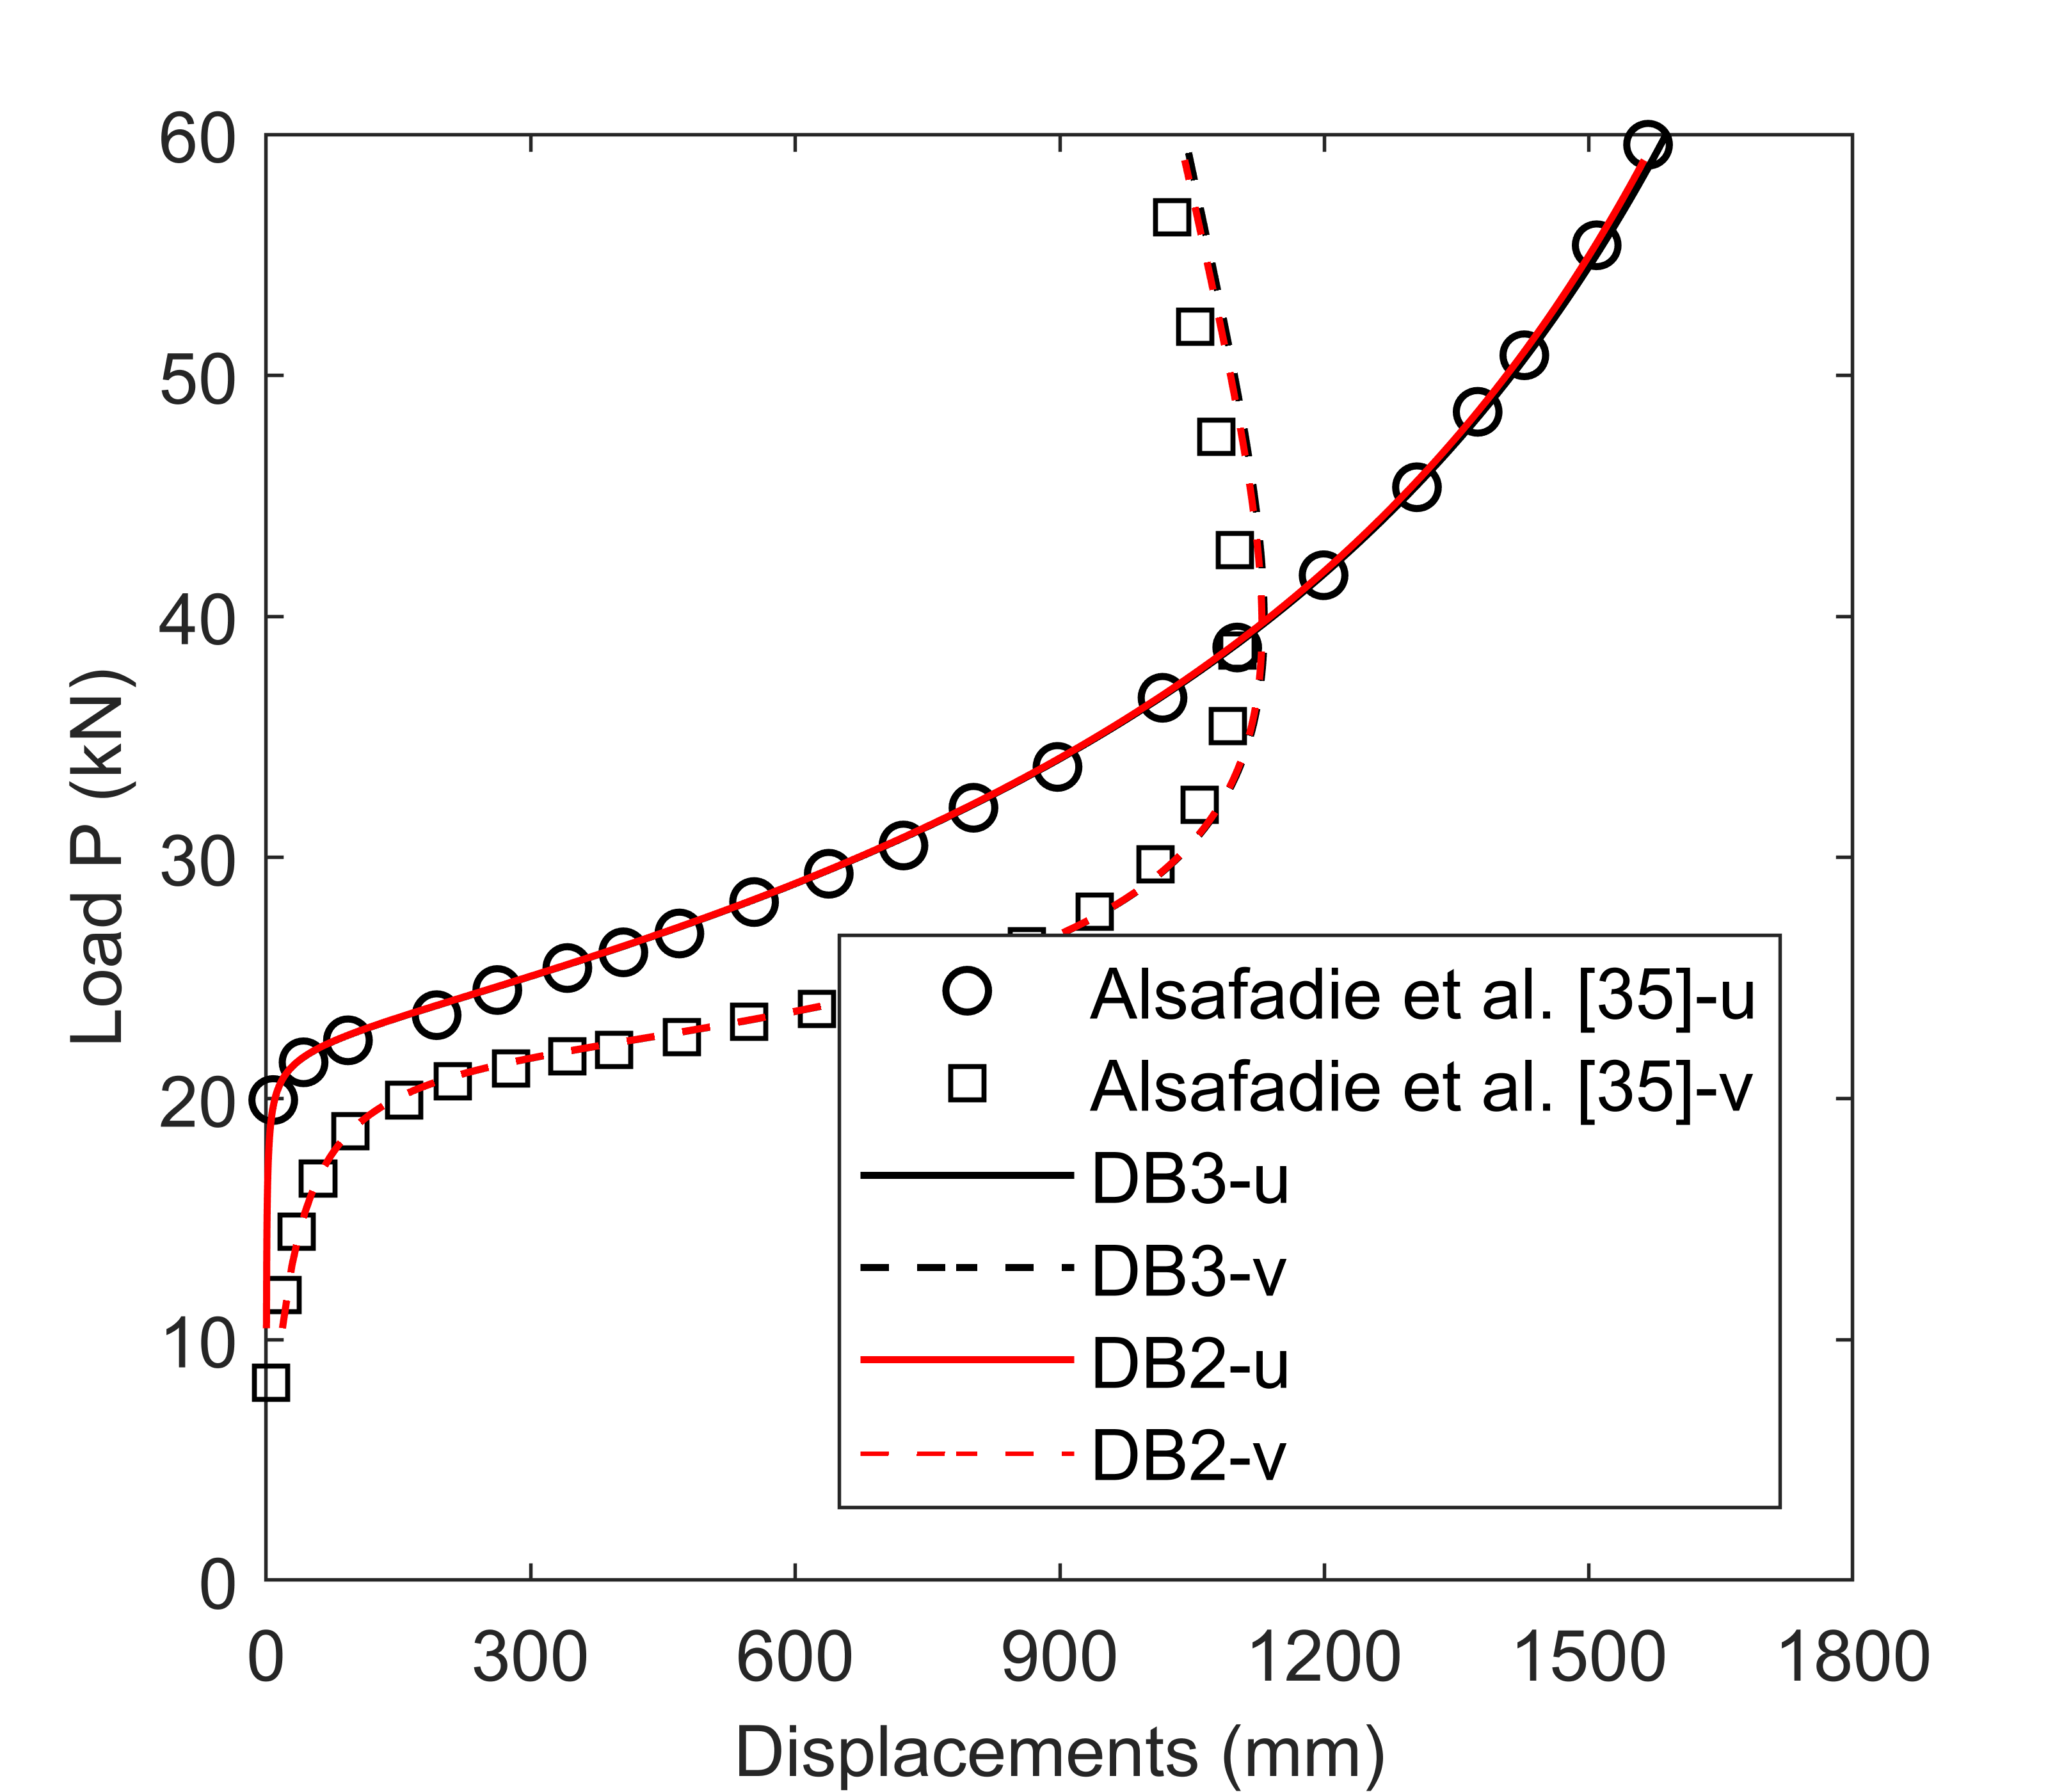 60
50
40
30
20
10
0
Load P (kN)
Alsafadie et al. [35]-u
Alsafadie et al. [35]-v
DB3-u
DB3-v
DB2-u
DB2-v
0 300 600 900 1200 1500 1800
Displacements (mm)